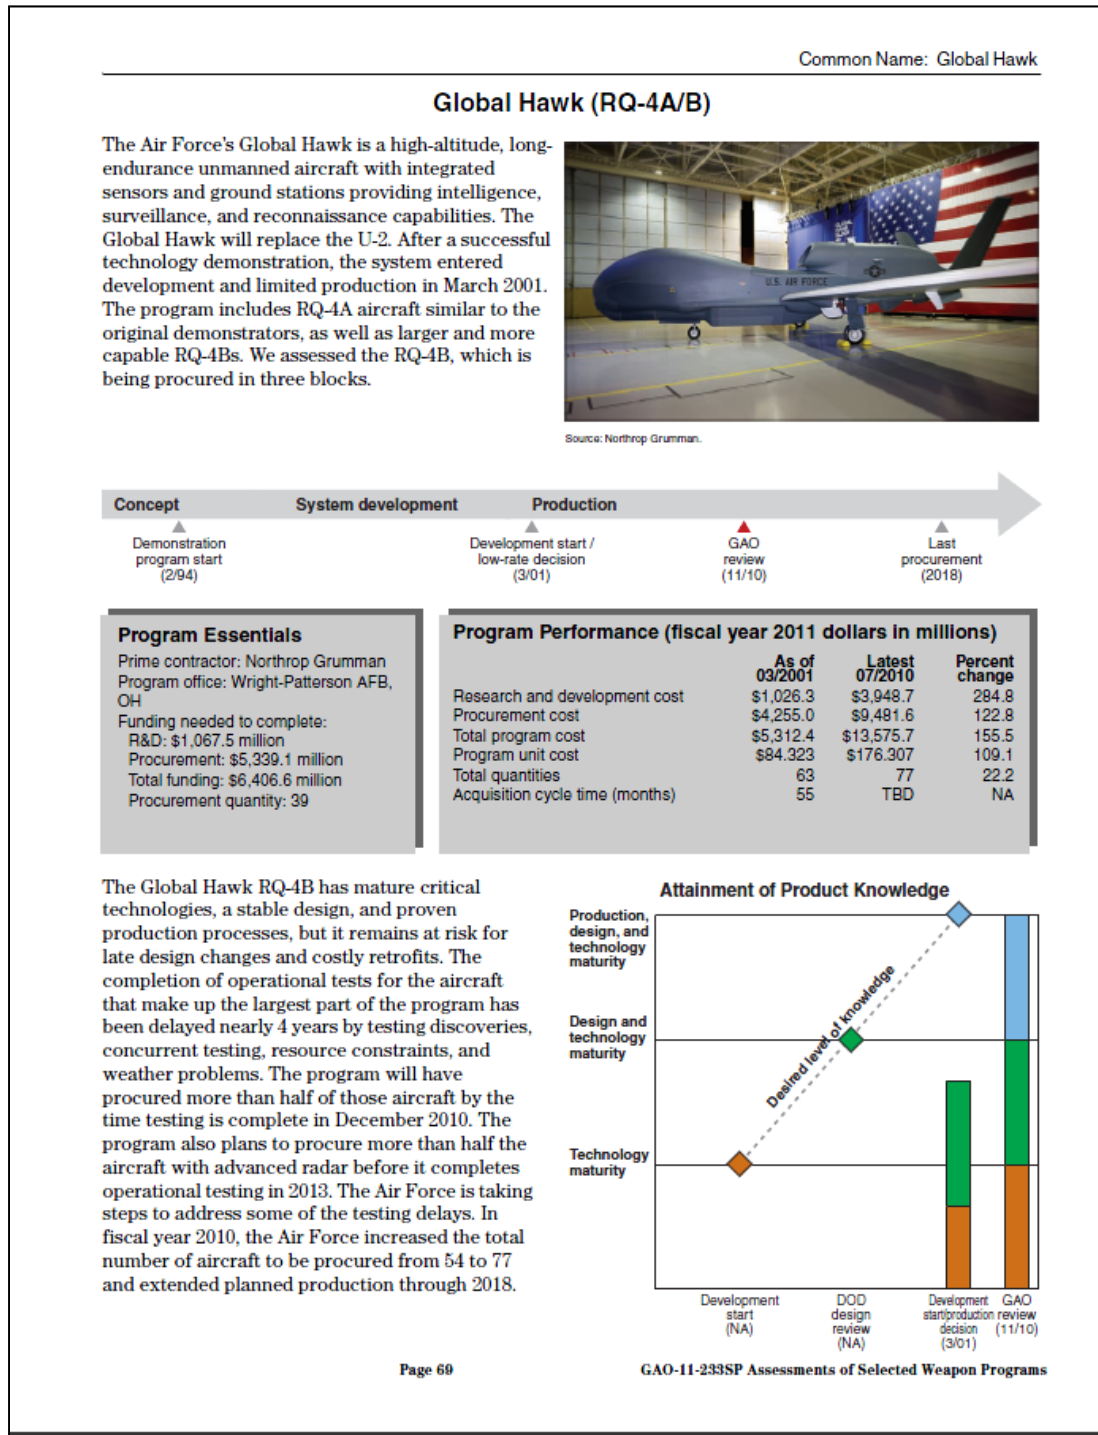 Common Name: Global Hawk
Global Hawk (RQ-4A/B)
The Air Force's Global Hawk is a high-altitude, long-
endurance unmanned aircraft with integrated
sensors and ground stations providing intelligence,
surveillance, and reconnaissance capabilities. The
Global Hawk will replace the U-2. After a successful
technology demonstration, the system entered
development and limited production in March 2001.
The program includes RQ-4A aircraft similar to the
original demonstrators, as well as larger and more
capable RQ-4Bs. We assessed the RQ-4B, which is
being procured in three blocks.
U.S. AIR FORCE
Source: Northrop Grumman.
Concept System development Production
Demonstration
program start
(2/94)
Development start /
low-rate decision
(3/01)
GAO
review
(11/10)
Last
procurement
(2018)
Program Essentials
Prime contractor: Northrop Grumman
Program office: Wright-Patterson AFB,
OH
Funding needed to complete:
R&D: $1,067.5 million
Procurement: $5,339.1 million
Total funding: $6,406.6 million
Procurement quantity: 39
Program Performance (fiscal year 2011 dollars in millions)
As of Latest Percent
03/2001 07/2010 change
Research and development cost $1,026.3 $3,948.7 284.8
Procurement cost $4,255.0 $9,481.6 122.8
Total program cost $5,312.4 $13,575.7 155.5
Program unit cost $84.323 $176.307 109.1
Total quantities 63 77 22.2
Acquisition cycle time (months) 55 TBD NA
The Global Hawk RQ-4B has mature critical
technologies, a stable design, and proven
production processes, but it remains at risk for
late design changes and costly retrofits. The
completion of operational tests for the aircraft
that make up the largest part of the program has
been delayed nearly 4 years by testing discoveries,
concurrent testing, resource constraints, and
weather problems. The program will have
procured more than half of those aircraft by the
time testing is complete in December 2010. The
program also plans to procure more than half the
aircraft with advanced radar before it completes
operational testing in 2013. The Air Force is taking
steps to address some of the testing delays. In
fiscal year 2010, the Air Force increased the total
number of aircraft to be procured from 54 to 77
and extended planned production through 2018.
Attainment of Product Knowledge
Production,
design, and
technology
maturity
Design and
technology
maturity
Technology
maturity
Desired level of knowledge
Development
start
(NA)
DOD
design
review
(NA)
Development
start/production
decision
(3/01)
GAO
review
(11/10)
Page 69
GAO-11-233SP Assessments of Selected Weapon Programs